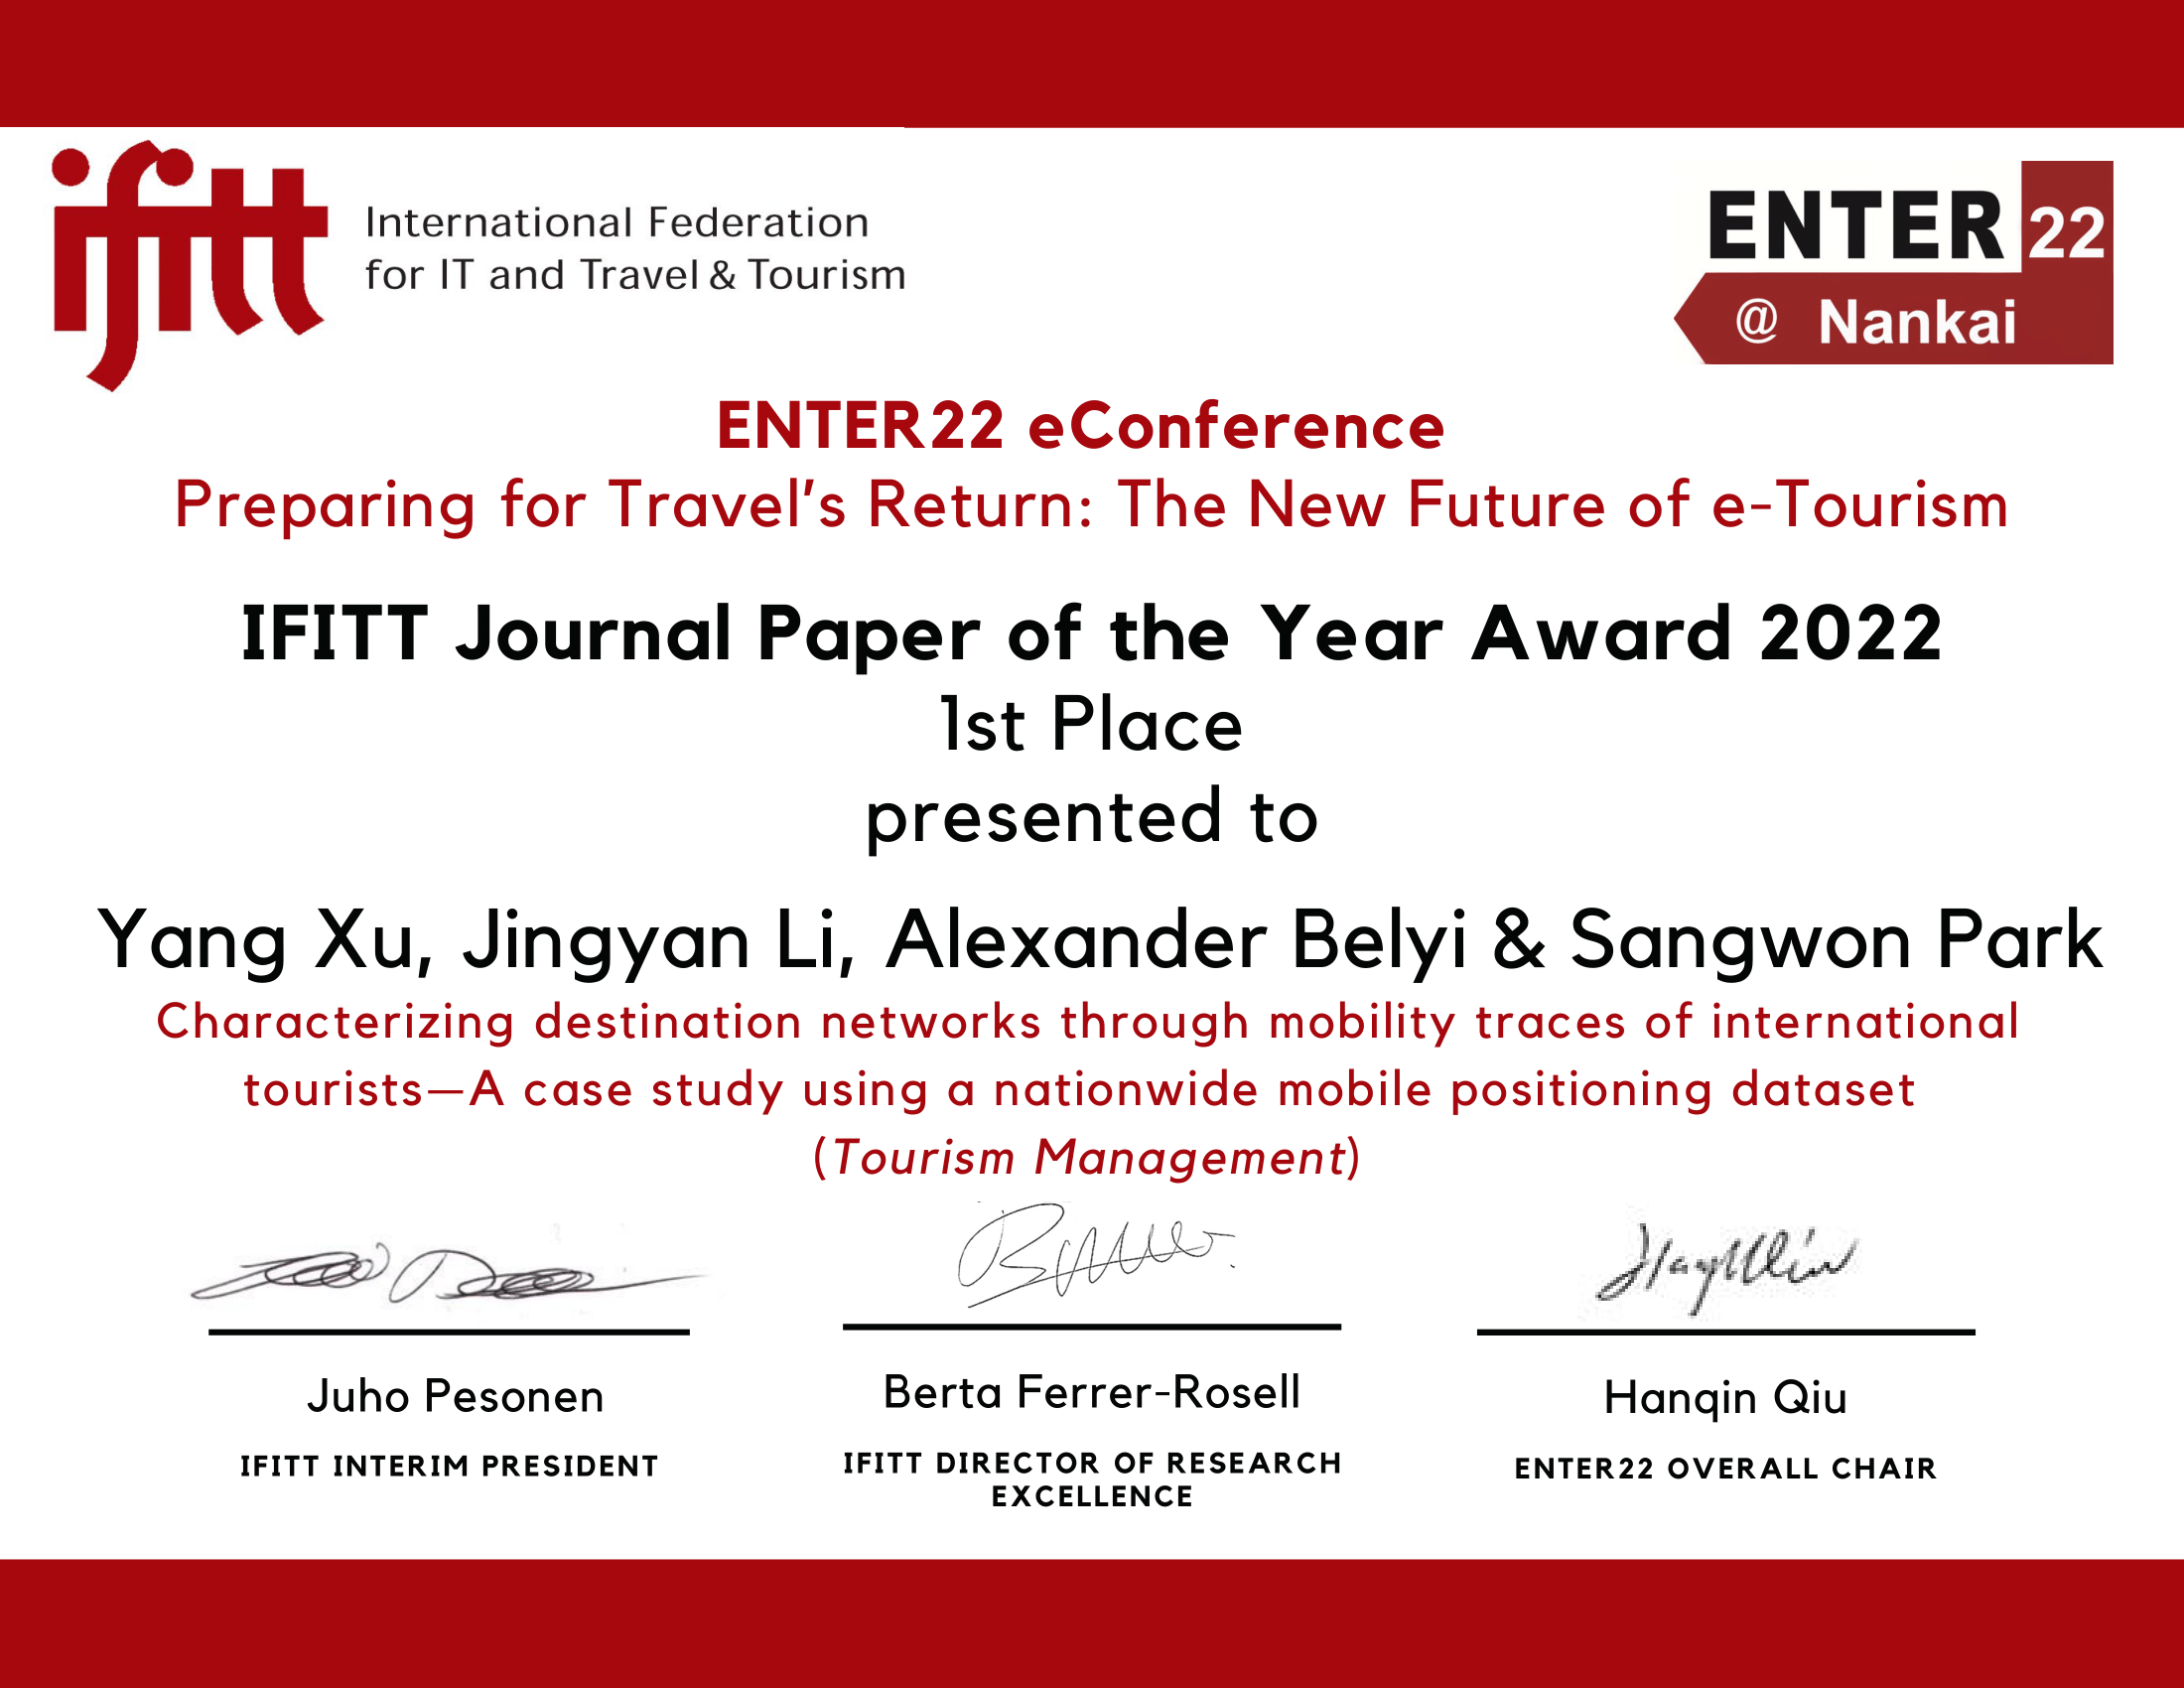 ifitt
International Federation
for IT and Travel & Tourism
ENTER 22
@ Nankai
ENTER22 eConference
Preparing for Travel's Return: The New Future of e-Tourism
IFITT Journal Paper of the Year Award 2022
1st Place
presented to
Yang Xu, Jingyan Li, Alexander Belyi & Sangwon Park
Characterizing destination networks through mobility traces of international
tourists—A case study using a nationwide mobile positioning dataset
(Tourism Management)
Juho Pesonen
IFITT INTERIM PRESIDENT
Berta Ferrer-Rosell
IFITT DIRECTOR OF RESEARCH
EXCELLENCE
Hanqin Qiu
ENTER22 OVERALL CHAIR